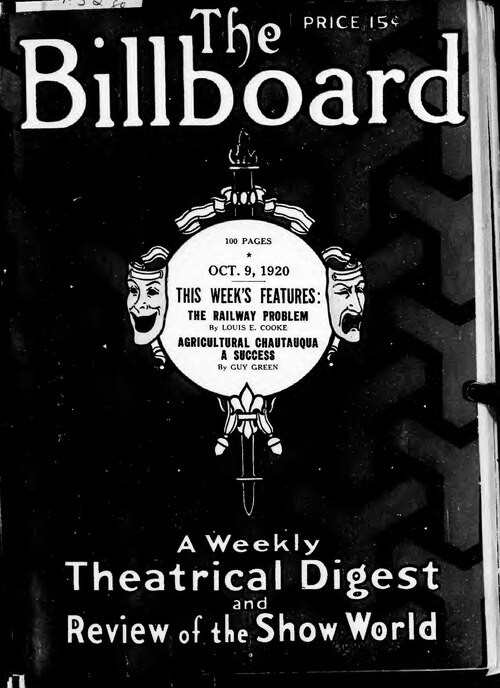 The
PRICE 15¢
Billboard
100 PAGES
★
OCT. 9, 1920
THIS WEEK'S FEATURES:
THE RAILWAY PROBLEM
By LOUIS E. COOKE
AGRICULTURAL CHAUTAUQUA
A SUCCESS
By GUY GREEN
A Weekly
Theatrical Digest
and
Review of the Show World